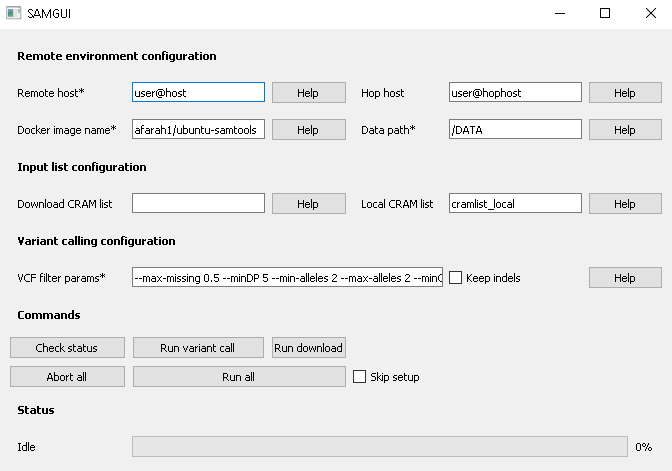 SAMGUI
Remote environment configuration
Remote host* user@host Help Hop host user@hophost Help
Docker image name* afarah1/ubuntu-samtools Help Data path* /DATA Help
Input list configuration
Download CRAM list Help Local CRAM list cramlist_local Help
Variant calling configuration
VCF filter params* --max-missing 0.5 --minDP 5 --min-alleles 2 --max-alleles 2 Keep indels Help
Commands
Check status Run variant call Run download
Abort all Run all Skip setup
Status
Idle 0%